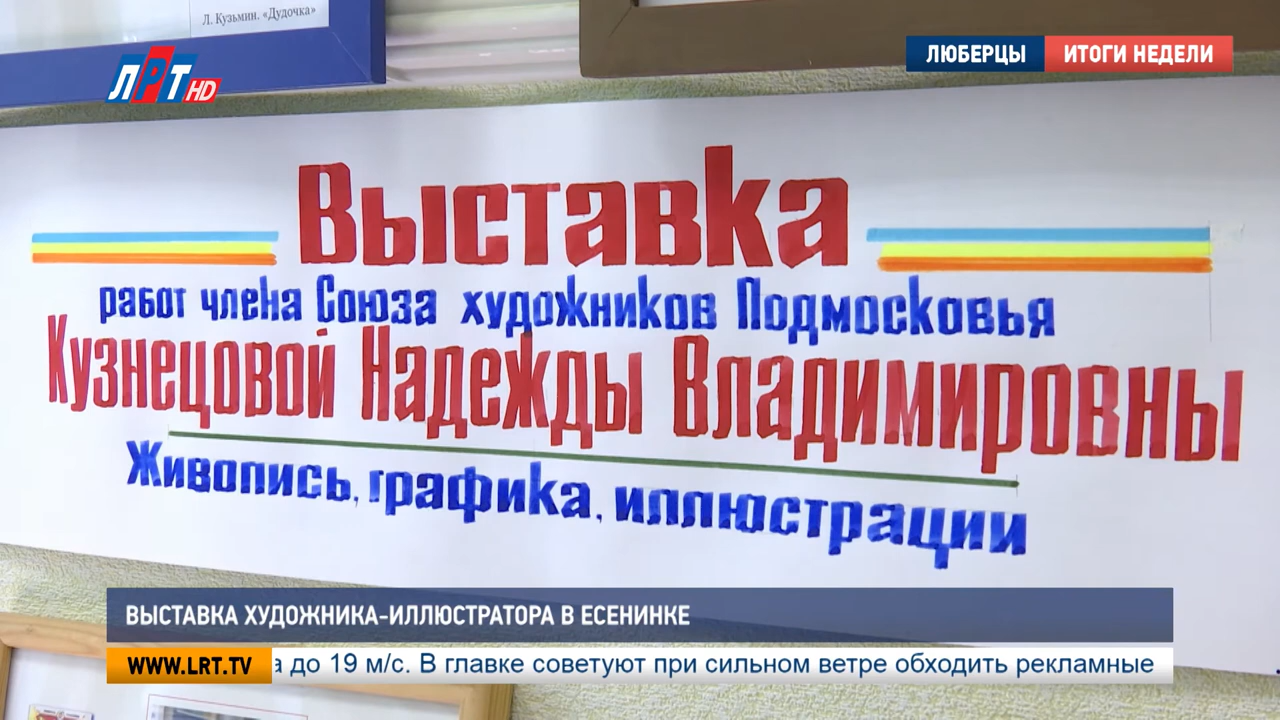 Л. Кузьмин. «Дудочка»
ЛРТ HD
ЛЮБЕРЦЫ ИТОГИ НЕДЕЛИ
Выставка
работ члена Союза художников Подмосковья
Кузнецовой Надежды Владимировны
Живопись, графика, иллюстрации
ВЫСТАВКА ХУДОЖНИКА-ИЛЛЮСТРАТОРА В ЕСЕНИНКЕ
WWW.LRT.TV а до 19 м/с. В главке советуют при сильном ветре обходить рекламные